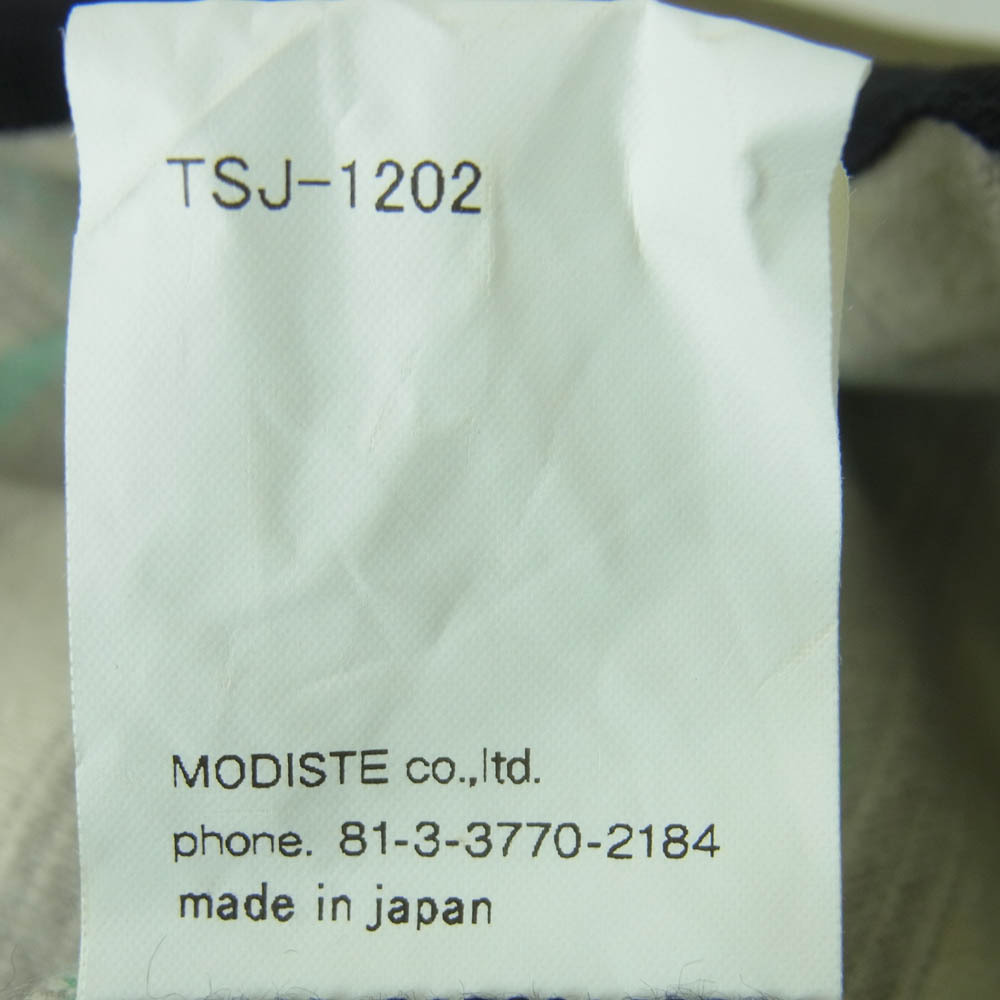 TSJ-1202
MODISTE co.,ltd.
phone. 81-3-3770-2184
made in japan